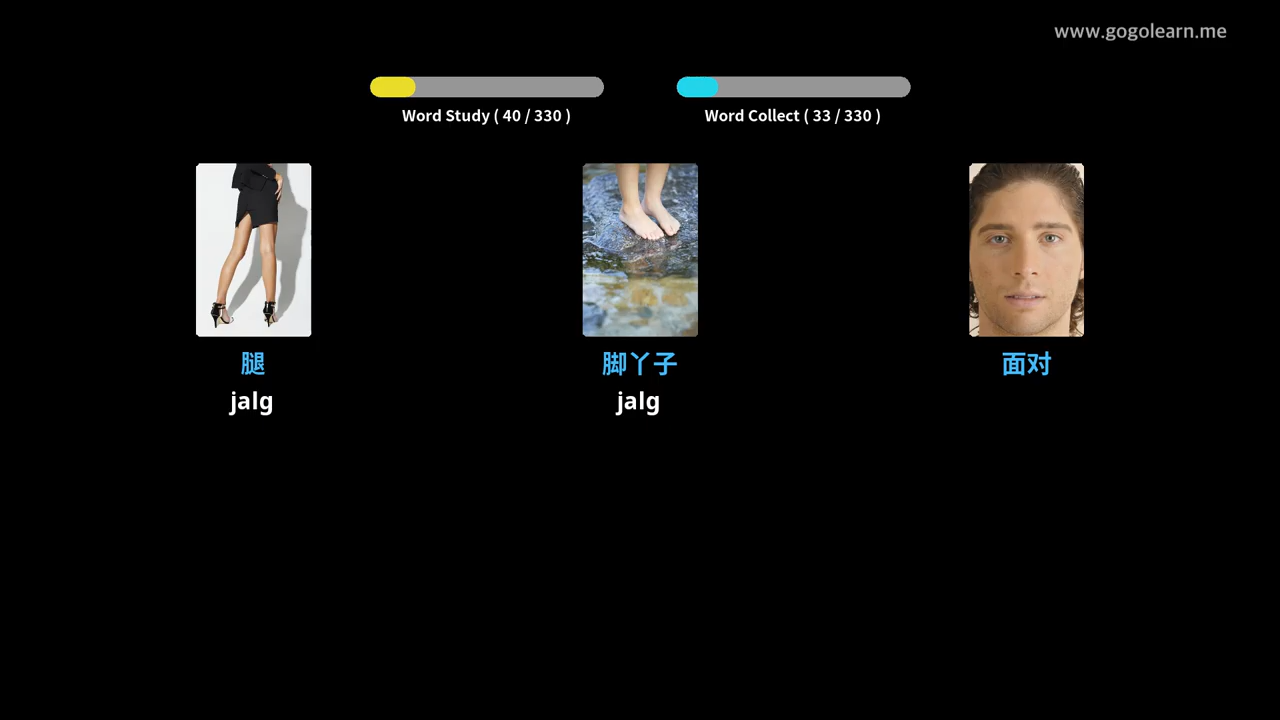 www.gogolearn.me
Word Study ( 40 / 330 )
Word Collect ( 33 / 330 )
腿
脚丫子
面对
jalg
jalg